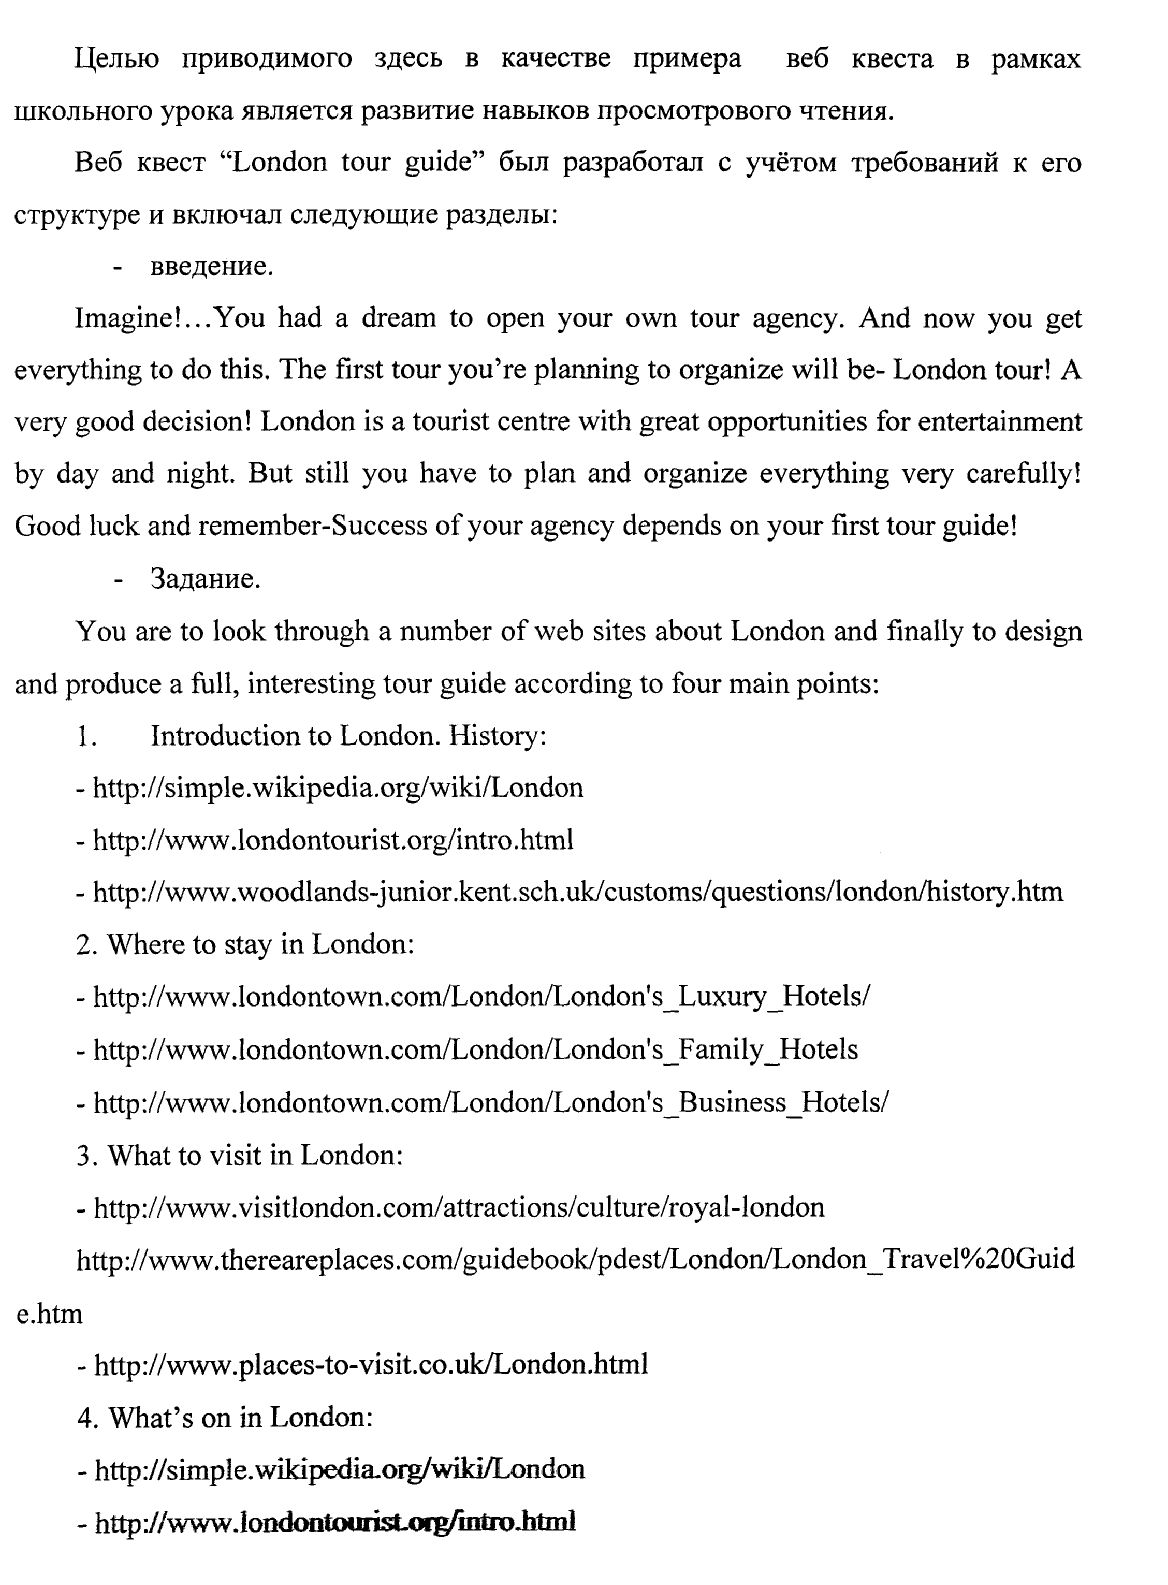 Целью приводимого здесь в качестве примера веб квеста в рамках
школьного урока является развитие навыков просмотрового чтения.
Веб квест “London tour guide” был разработал с учётом требований к его
структуре и включал следующие разделы:
- введение.
Imagine!...You had a dream to open your own tour agency. And now you get
everything to do this. The first tour you’re planning to organize will be- London tour! A
very good decision! London is a tourist centre with great opportunities for entertainment
by day and night. But still you have to plan and organize everything very carefully!
Good luck and remember-Success of your agency depends on your first tour guide!
- Задание.
You are to look through a number of web sites about London and finally to design
and produce a full, interesting tour guide according to four main points:
1. Introduction to London. History:
- http://simple.wikipedia.org/wiki/London
- http://www.londontourist.org/intro.html
- http://www.woodlands-junior.kent.sch.uk/customs/questions/london/history.htm
2. Where to stay in London:
- http://www.londontown.com/London/London's_Luxury_Hotels/
- http://www.londontown.com/London/London's_Family_Hotels
- http://www.londontown.com/London/London's_Business_Hotels/
3. What to visit in London:
- http://www.visitlondon.com/attractions/culture/royal-london
http://www.thereareplaces.com/guidebook/pdest/London/London_Travel%20Guid
e.htm
- http://www.places-to-visit.co.uk/London.html
4. What’s on in London:
- http://simple.wikipedia.org/wiki/London
- http://www.londontourist.org/intro.html